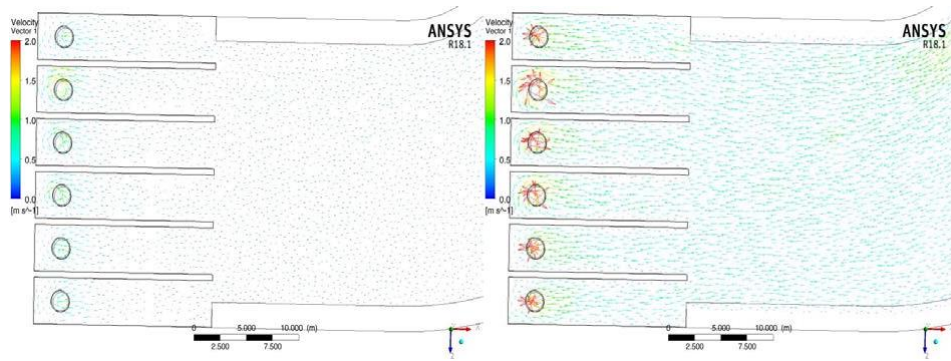 Velocity
Vector 1
2.0
1.5
1.0
0.5
0.0
[m s^-1]
ANSYS
R18.1
0 5.000 10.000 (m)
2.500 7.500
X
Z
Velocity
Vector 1
2.0
1.5
1.0
0.5
0.0
[m s^-1]
ANSYS
R18.1
0 5.000 10.000 (m)
2.500 7.500
Z